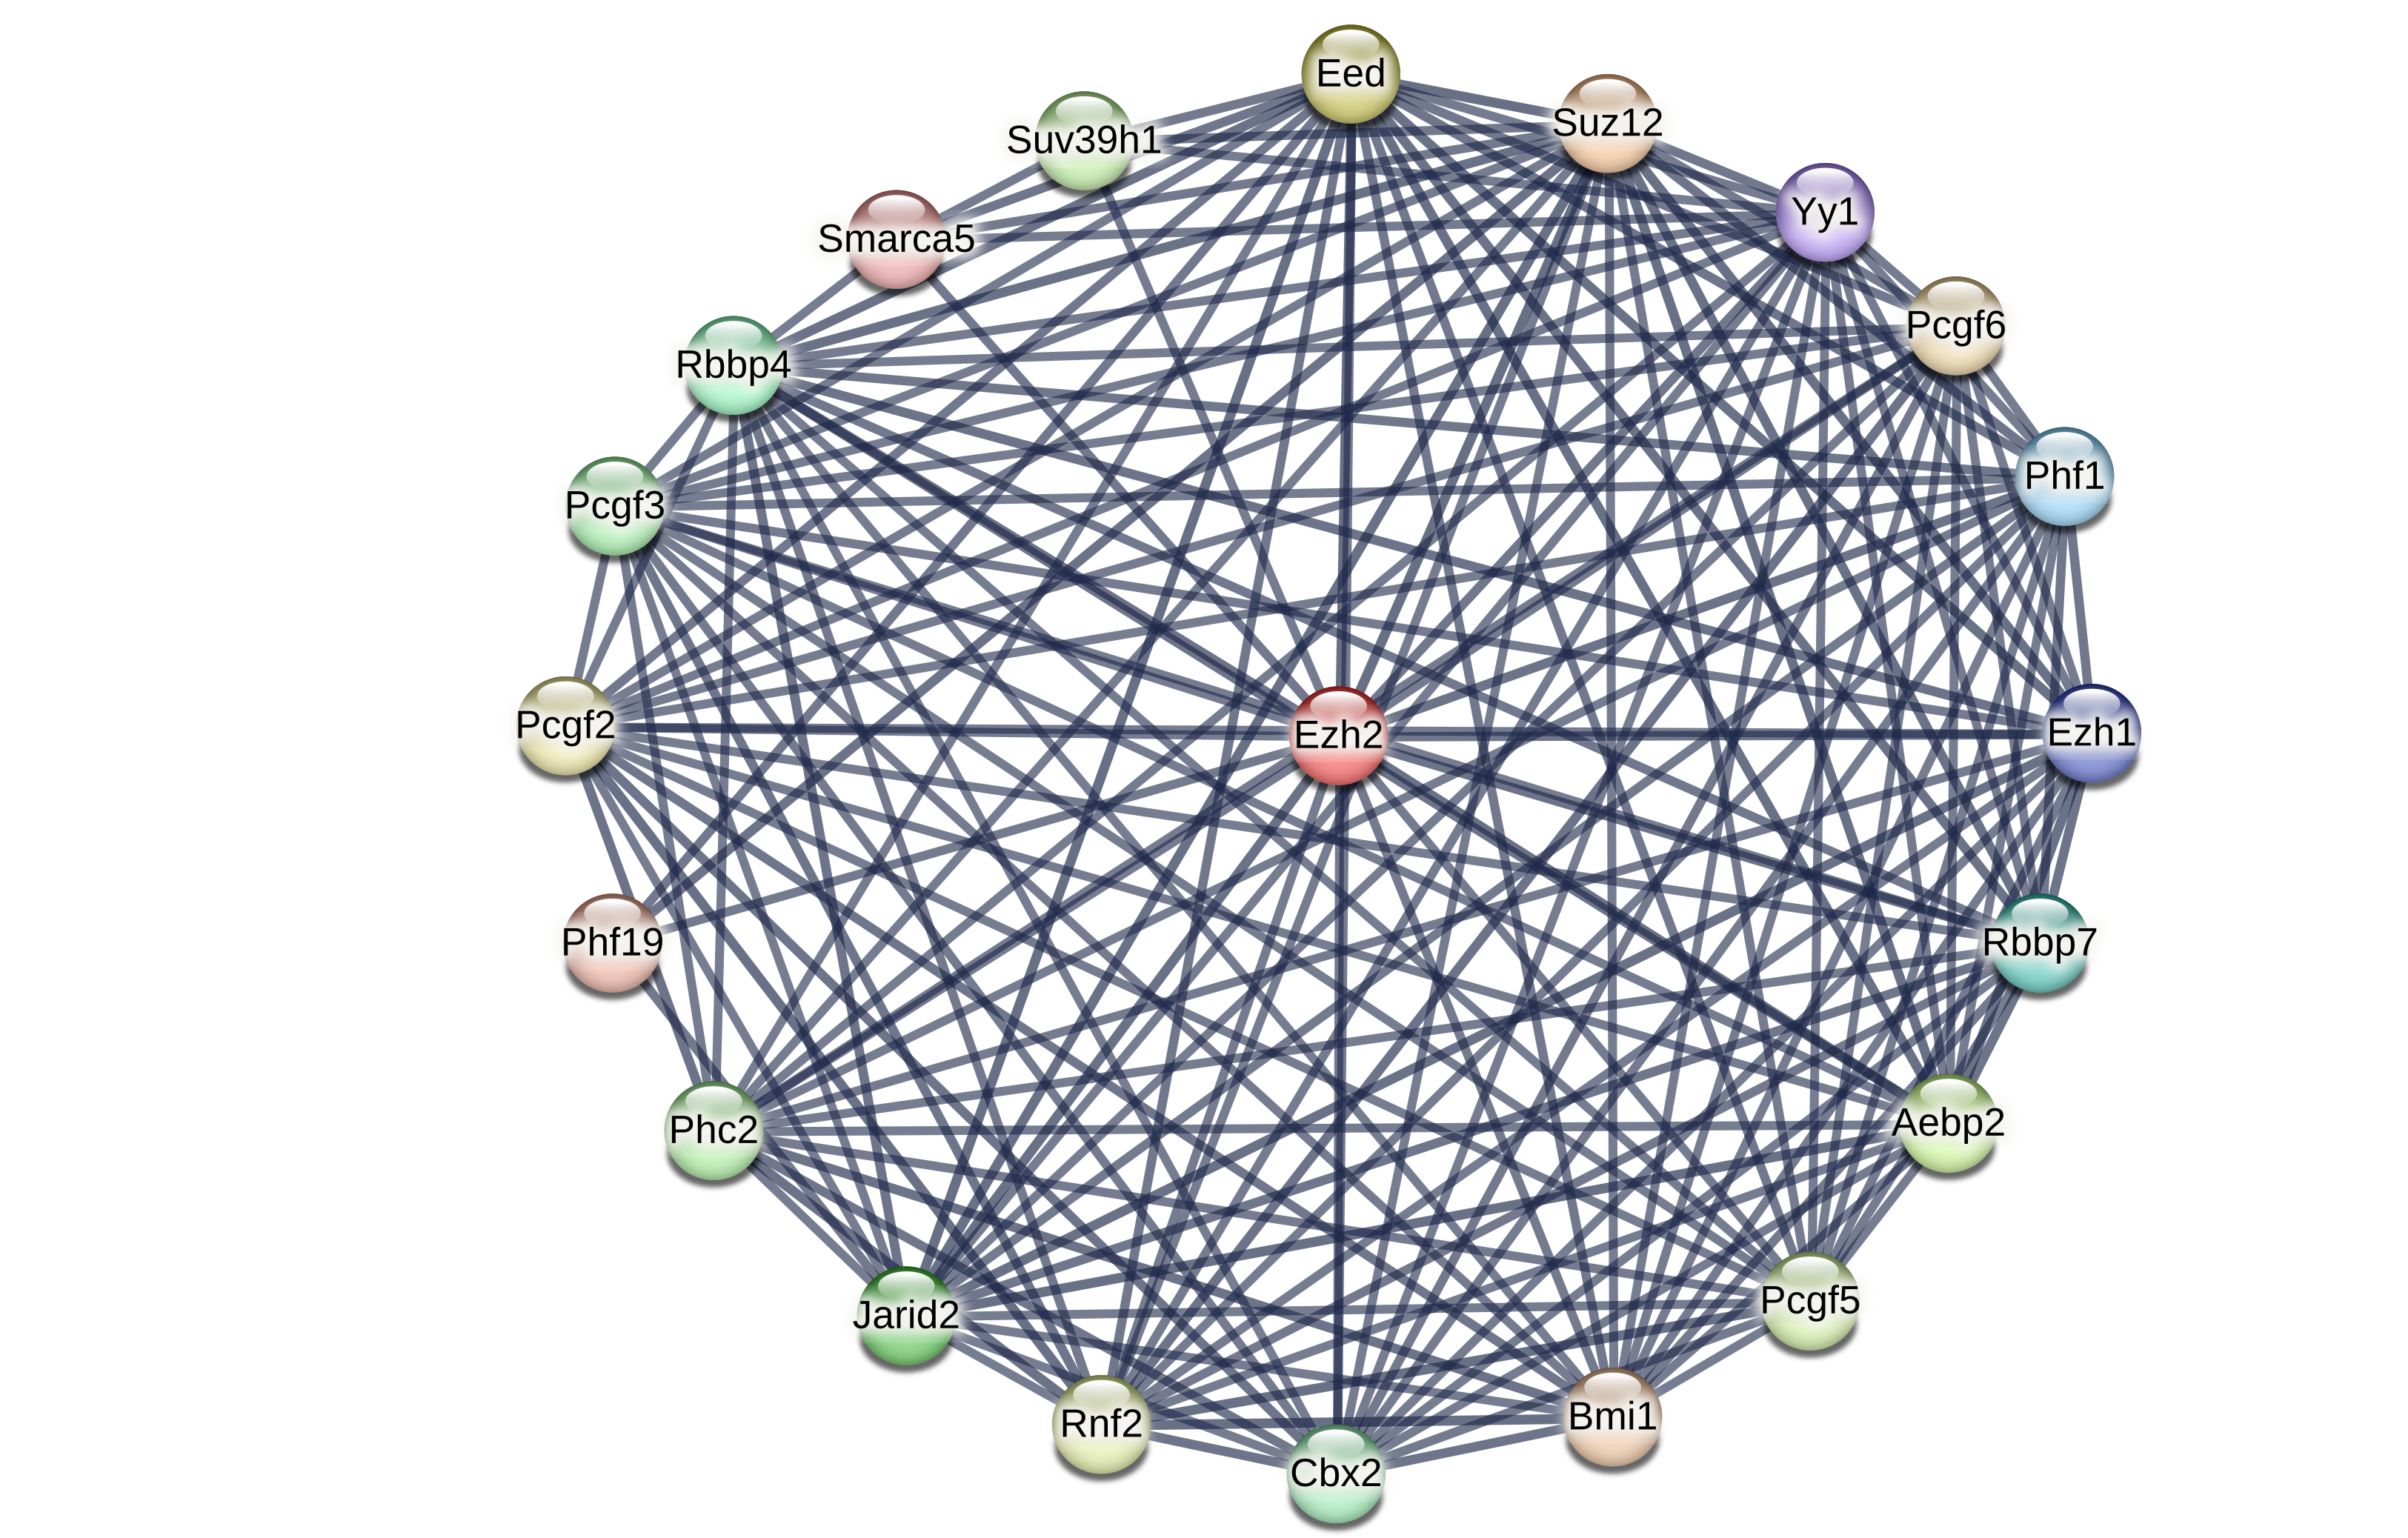 Eed
Suz12
Suv39h1
Yy1
Smarca5
Pcgf6
Rbbp4
Phf1
Pcgf3
Pcgf2
Ezh2
Ezh1
Phf19
Rbbp7
Phc2
Aebp2
Jarid2
Pcgf5
Rnf2
Bmi1
Cbx2